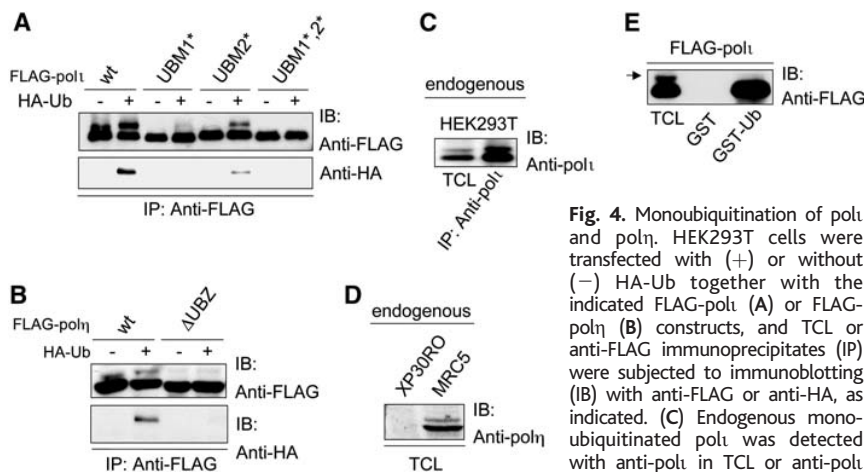 A
FLAG-polι wt UBM1* UBM2* UBM1*,2*
HA-Ub - + - + - + - +
IB:
Anti-FLAG
Anti-HA
IP: Anti-FLAG
B
FLAG-polη wt ΔUBZ
HA-Ub - + - +
IB:
Anti-FLAG
IB:
Anti-HA
IP: Anti-FLAG
C
endogenous
HEK293T
IB:
Anti-polι
TCL IP: Anti-polι
D
endogenous
XP30RO MRC5
IB:
Anti-polη
TCL
E
FLAG-polι
IB:
Anti-FLAG
TCL GST GST-Ub
Fig. 4. Monoubiquitination of polι
and polη. HEK293T cells were
transfected with (+) or without
(−) HA-Ub together with the
indicated FLAG-polι (A) or FLAG-
polη (B) constructs, and TCL or
anti-FLAG immunoprecipitates (IP)
were subjected to immunoblotting
(IB) with anti-FLAG or anti-HA, as
indicated. (C) Endogenous mono-
ubiquitinated polι was detected
with anti-polι in TCL or anti-polι